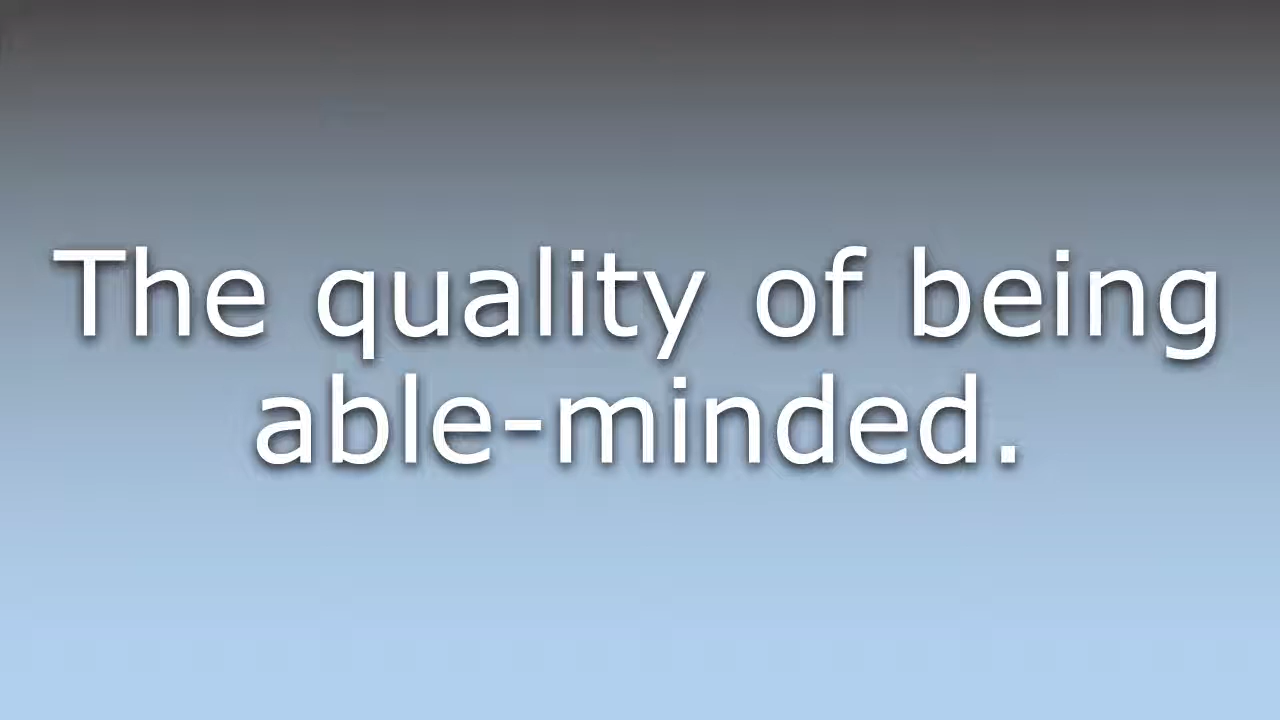 The quality of being
able-minded.